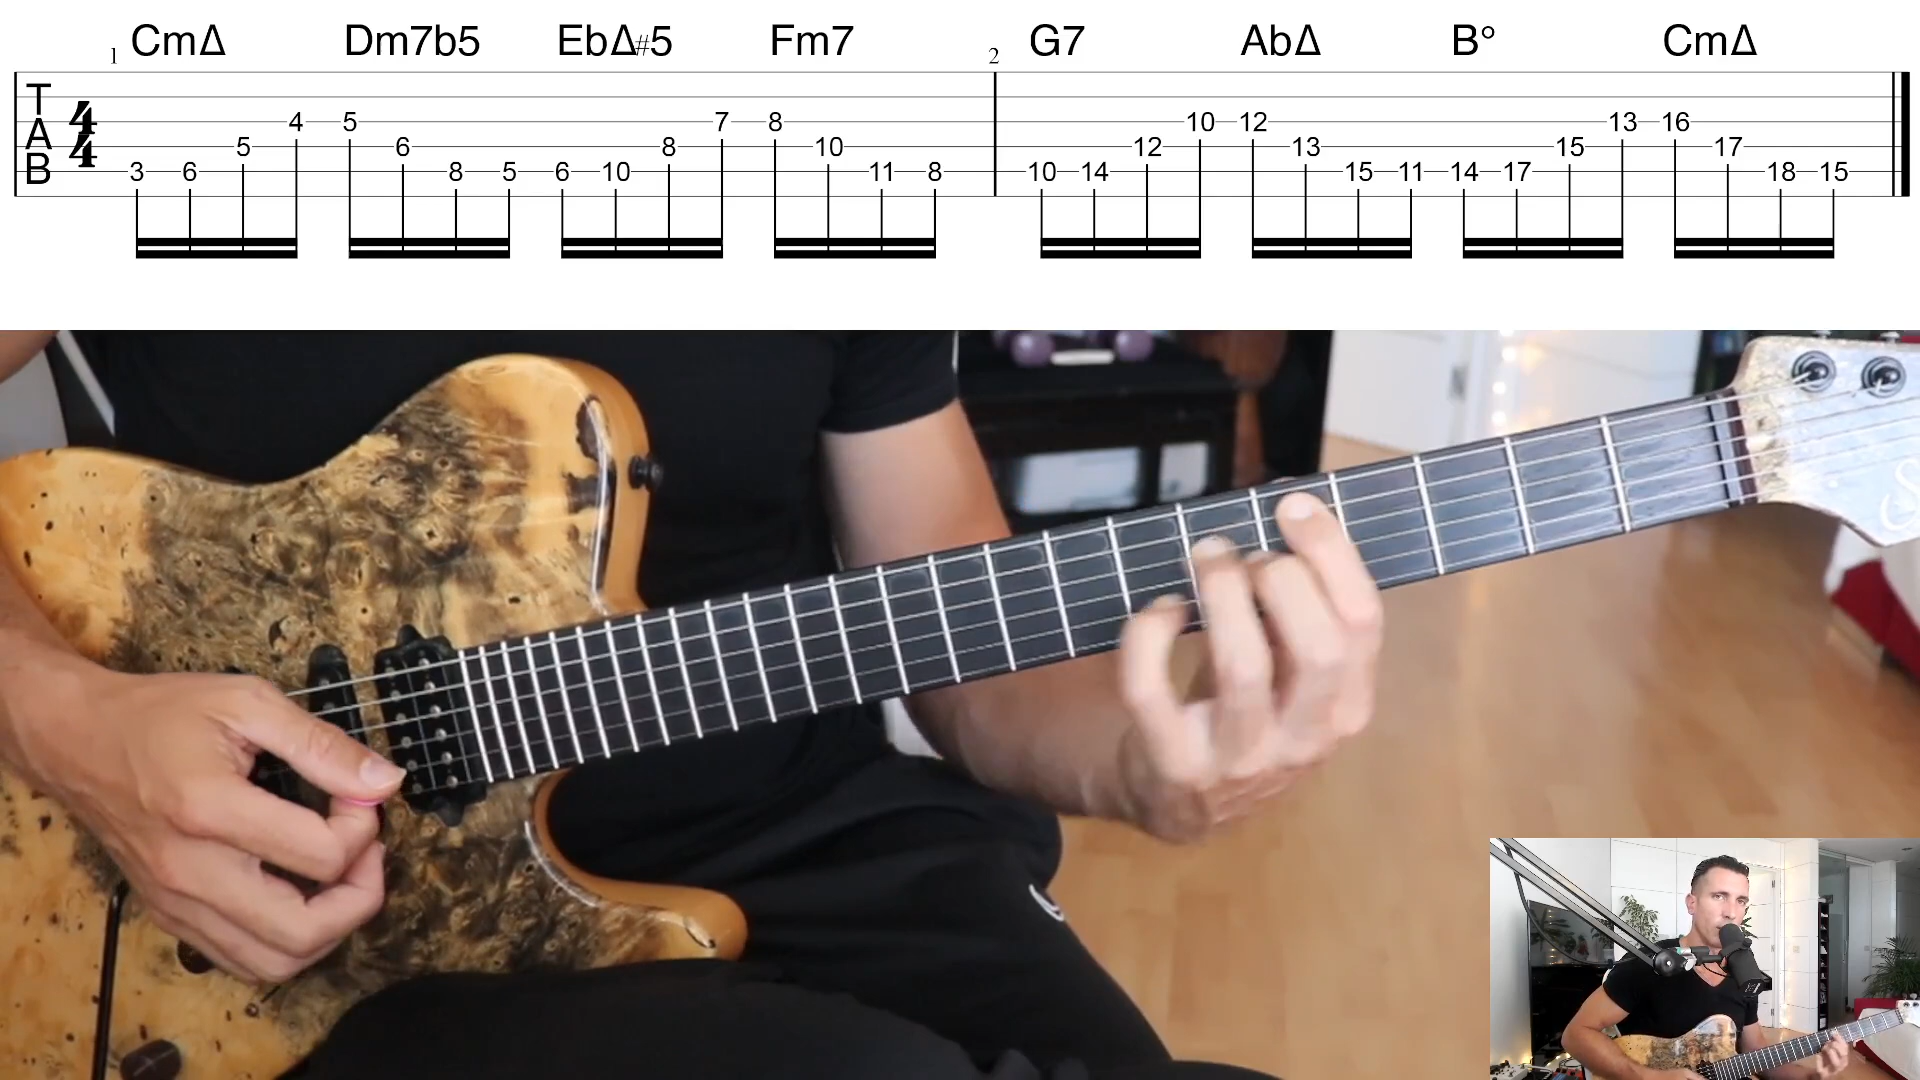 CmΔ Dm7b5 EbΔ#5 Fm7 G7 AbΔ B° CmΔ
1 2
T
A
B
4
4
4 5 7 8 10 12 13 16
5 6 8 10 12 13 15 17
3 6 8 5 6 10 11 8 10 14 15 11 14 17 18 15
S